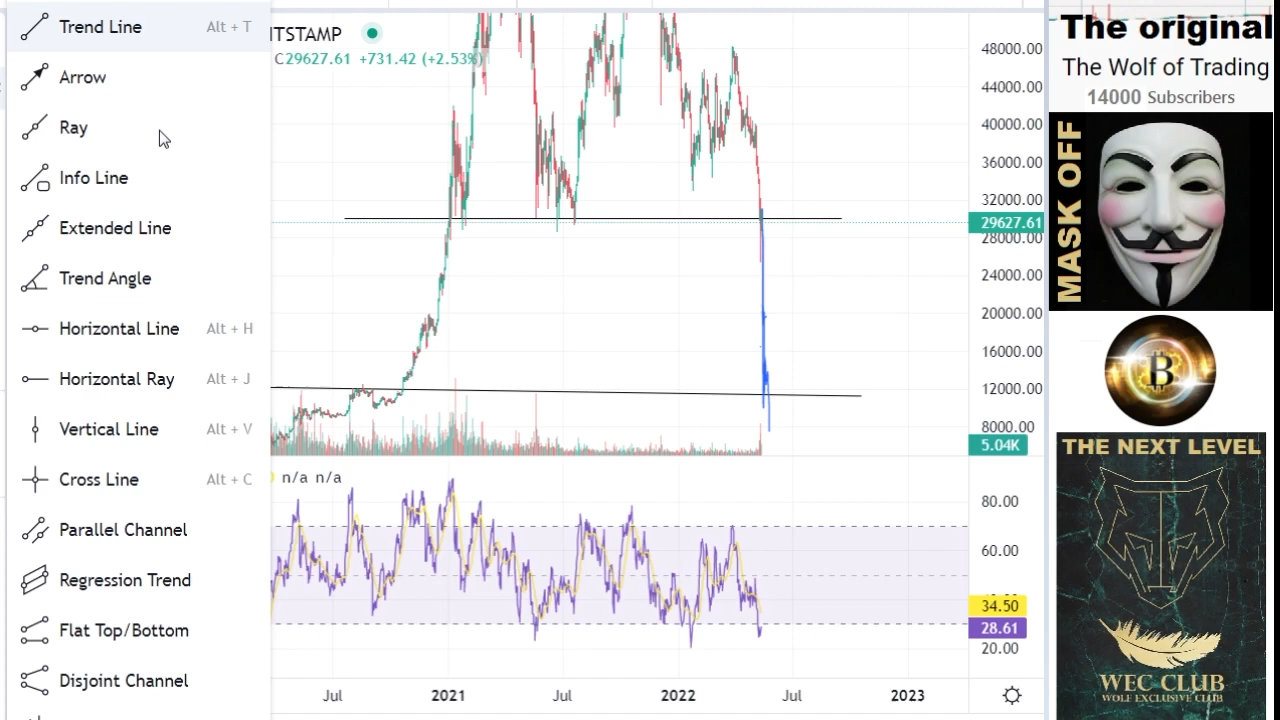 Trend Line Alt + T
Arrow
Ray
Info Line
Extended Line
Trend Angle
Horizontal Line Alt + H
Horizontal Ray Alt + J
Vertical Line Alt + V
Cross Line Alt + C
Parallel Channel
Regression Trend
Flat Top/Bottom
Disjoint Channel
ITSTAMP
C29627.61 +731.42 (+2.53%)
48000.00
44000.00
40000.00
36000.00
32000.00
29627.61
28000.00
24000.00
20000.00
16000.00
12000.00
8000.00
5.04K
n/a n/a
80.00
60.00
34.50
28.61
20.00
Jul 2021 Jul 2022 Jul 2023
The original
The Wolf of Trading
14000 Subscribers
MASK OFF
B
THE NEXT LEVEL
WEC CLUB
WOLF EXCLUSIVE CLUB